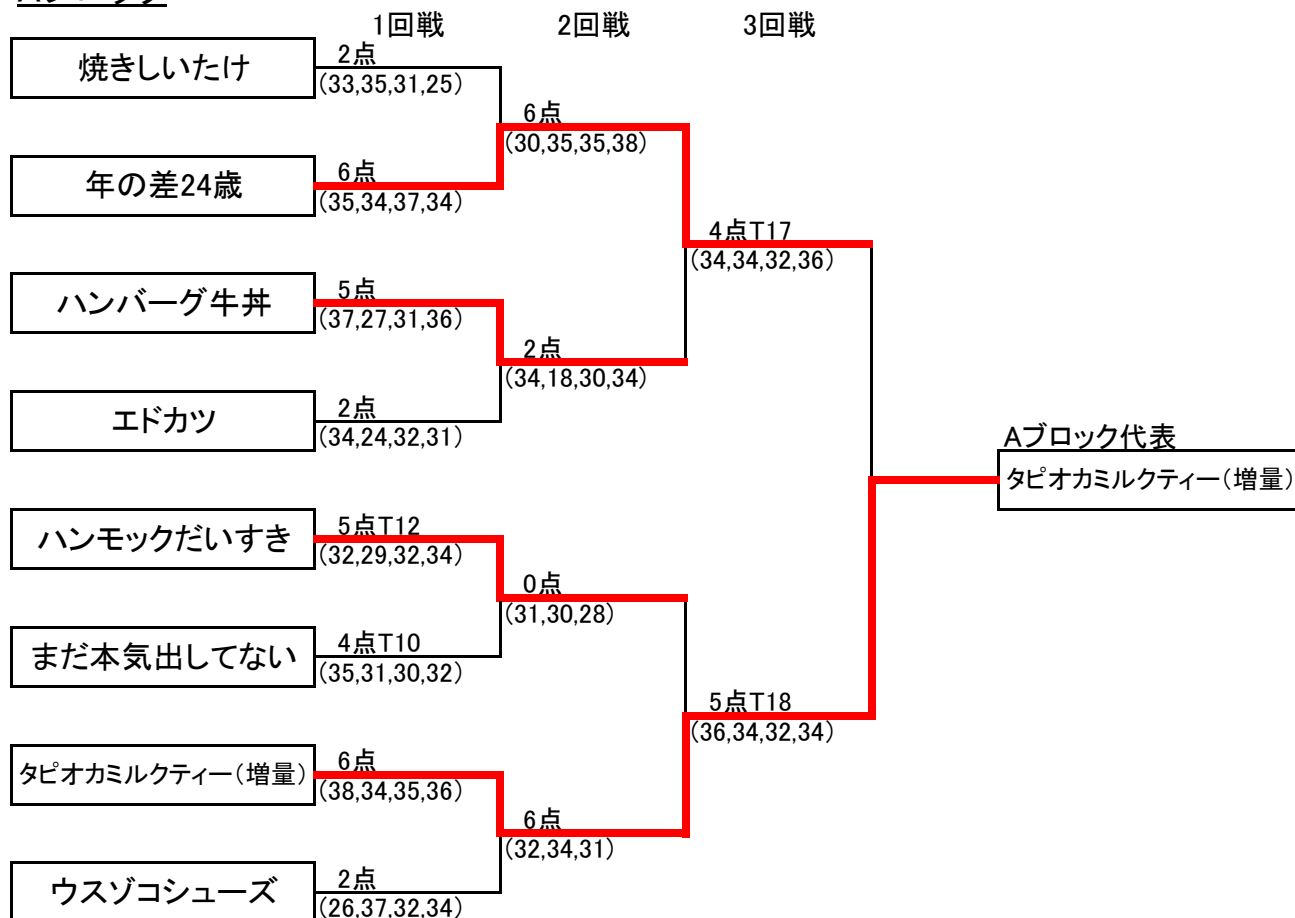 1回戦 2回戦 3回戦
焼きしいたけ
2点
(33,35,31,25)
6点
(30,35,35,38)
年の差24歳
6点
(35,34,37,34)
4点T17
(34,34,32,36)
ハンバーグ牛丼
5点
(37,27,31,36)
2点
(34,18,30,34)
エドカツ
2点
(34,24,32,31)
Aブロック代表
タピオカミルクティー(増量)
ハンモックだいすき
5点T12
(32,29,32,34)
0点
(31,30,28)
まだ本気出してない
4点T10
(35,31,30,32)
5点T18
(36,34,32,34)
タピオカミルクティー(増量)
6点
(38,34,35,36)
6点
(32,34,31)
ウスゾコシューズ
2点
(26,37,32,34)